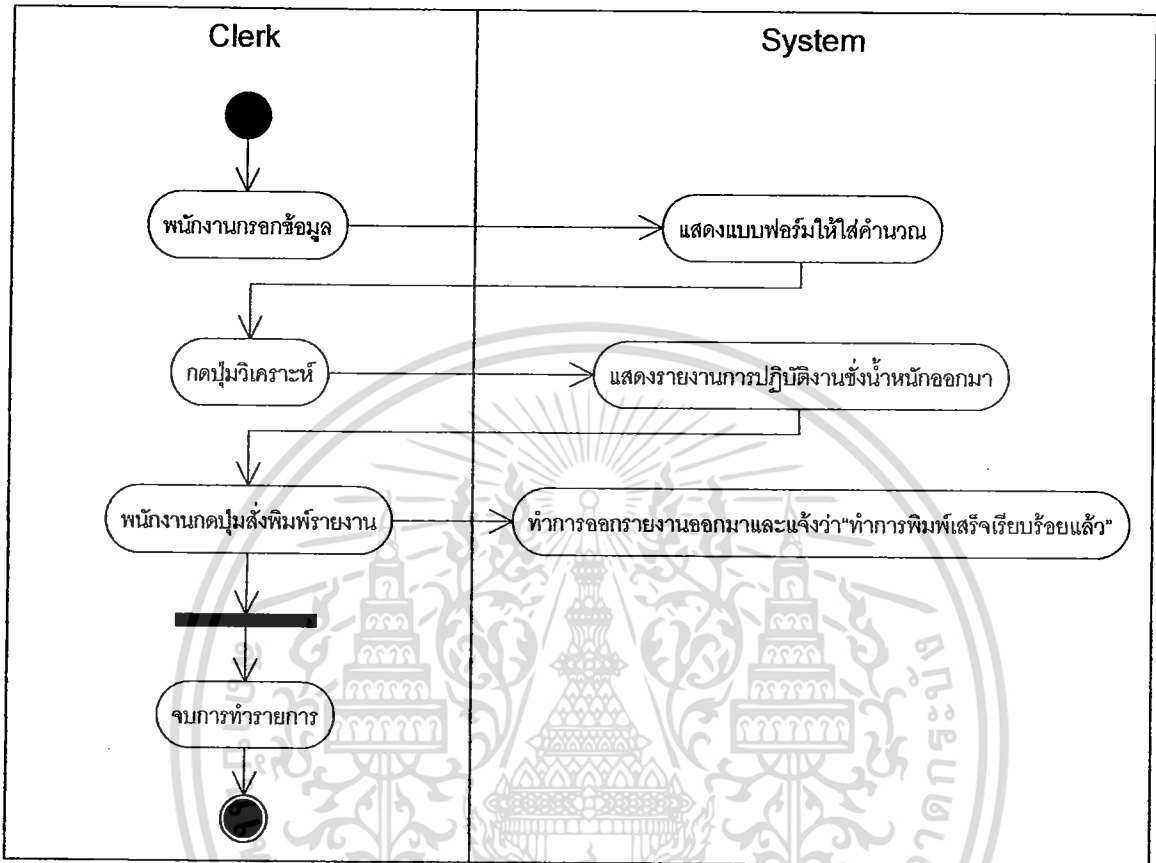 Clerk
System
พนักงานกรอกข้อมูล
แสดงแบบฟอร์มให้ใส่คำนวณ
กดปุ่มวิเคราะห์
แสดงรายงานการปฏิบัติงานชั่งน้ำหนักออกมา
พนักงานกดปุ่มสั่งพิมพ์รายงาน
ทำการออกรายงานออกมาและแจ้งว่า“ทำการพิมพ์เสร็จเรียบร้อยแล้ว”
จบการทำรายการ